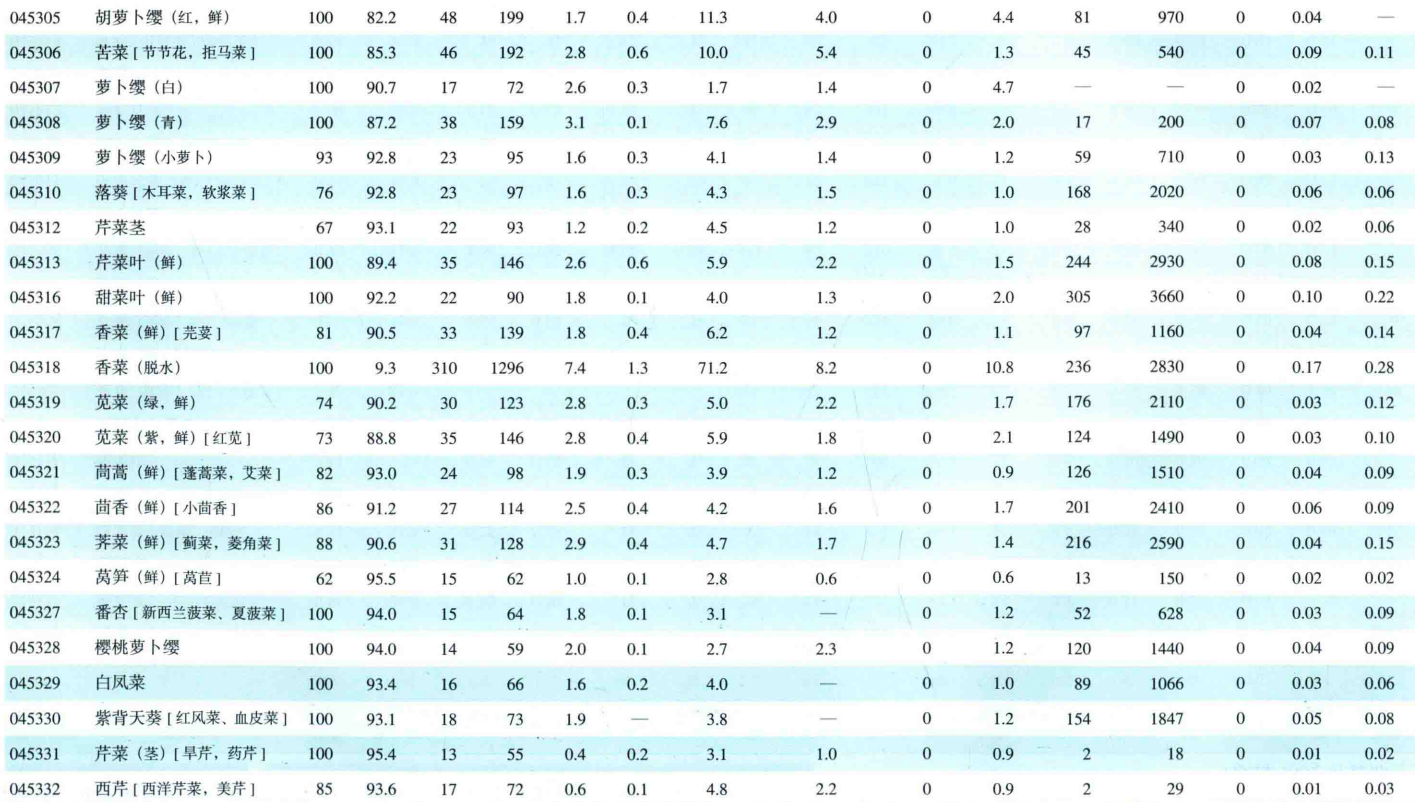 045305 胡萝卜缨（红，鲜） 100 82.2 48 199 1.7 0.4 11.3 4.0 0 4.4 81 970 0 0.04 —
045306 苦菜 [ 节节花，拒马菜 ] 100 85.3 46 192 2.8 0.6 10.0 5.4 0 1.3 45 540 0 0.09 0.11
045307 萝卜缨（白） 100 90.7 17 72 2.6 0.3 1.7 1.4 0 4.7 — — 0 0.02 —
045308 萝卜缨（青） 100 87.2 38 159 3.1 0.1 7.6 2.9 0 2.0 17 200 0 0.07 0.08
045309 萝卜缨（小萝卜） 93 92.8 23 95 1.6 0.3 4.1 1.4 0 1.2 59 710 0 0.03 0.13
045310 落葵 [ 木耳菜，软浆菜 ] 76 92.8 23 97 1.6 0.3 4.3 1.5 0 1.0 168 2020 0 0.06 0.06
045312 芹菜茎 67 93.1 22 93 1.2 0.2 4.5 1.2 0 1.0 28 340 0 0.02 0.06
045313 芹菜叶（鲜） 100 89.4 35 146 2.6 0.6 5.9 2.2 0 1.5 244 2930 0 0.08 0.15
045316 甜菜叶（鲜） 100 92.2 22 90 1.8 0.1 4.0 1.3 0 2.0 305 3660 0 0.10 0.22
045317 香菜（鲜）[ 芫荽 ] 81 90.5 33 139 1.8 0.4 6.2 1.2 0 1.1 97 1160 0 0.04 0.14
045318 香菜（脱水） 100 9.3 310 1296 7.4 1.3 71.2 8.2 0 10.8 236 2830 0 0.17 0.28
045319 苋菜（绿，鲜） 74 90.2 30 123 2.8 0.3 5.0 2.2 0 1.7 176 2110 0 0.03 0.12
045320 苋菜（紫，鲜）[ 红苋 ] 73 88.8 35 146 2.8 0.4 5.9 1.8 0 2.1 124 1490 0 0.03 0.10
045321 茼蒿（鲜）[ 蓬蒿菜，艾菜 ] 82 93.0 24 98 1.9 0.3 3.9 1.2 0 0.9 126 1510 0 0.04 0.09
045322 茴香（鲜）[ 小茴香 ] 86 91.2 27 114 2.5 0.4 4.2 1.6 0 1.7 201 2410 0 0.06 0.09
045323 荠菜（鲜）[ 蓟菜，菱角菜 ] 88 90.6 31 128 2.9 0.4 4.7 1.7 0 1.4 216 2590 0 0.04 0.15
045324 莴笋（鲜）[ 莴苣 ] 62 95.5 15 62 1.0 0.1 2.8 0.6 0 0.6 13 150 0 0.02 0.02
045327 番杏 [ 新西兰菠菜、夏菠菜 ] 100 94.0 15 64 1.8 0.1 3.1 — 0 1.2 52 628 0 0.03 0.09
045328 樱桃萝卜缨 100 94.0 14 59 2.0 0.1 2.7 2.3 0 1.2 120 1440 0 0.04 0.09
045329 白凤菜 100 93.4 16 66 1.6 0.2 4.0 — 0 1.0 89 1066 0 0.03 0.06
045330 紫背天葵 [ 红风菜、血皮菜 ] 100 93.1 18 73 1.9 — 3.8 — 0 1.2 154 1847 0 0.05 0.08
045331 芹菜（茎）[ 旱芹，药芹 ] 100 95.4 13 55 0.4 0.2 3.1 1.0 0 0.9 2 18 0 0.01 0.02
045332 西芹 [ 西洋芹菜，美芹 ] 85 93.6 17 72 0.6 0.1 4.8 2.2 0 0.9 2 29 0 0.01 0.03